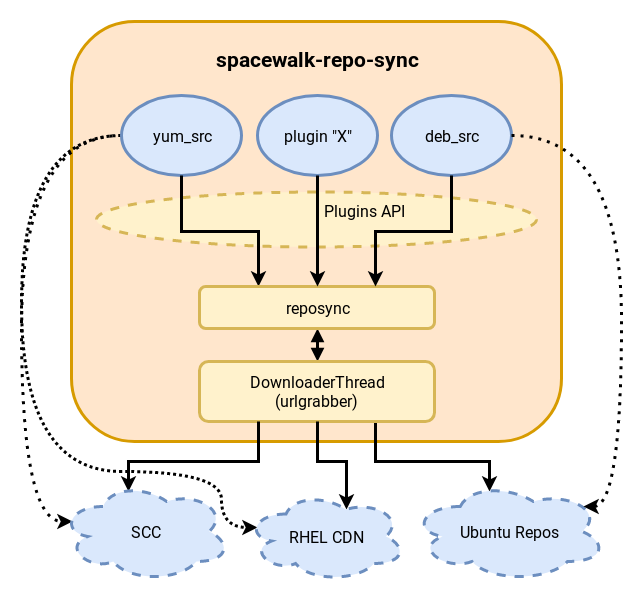 spacewalk-repo-sync
yum_src
plugin "X"
deb_src
Plugins API
reposync
DownloaderThread
(urlgrabber)
SCC
RHEL CDN
Ubuntu Repos